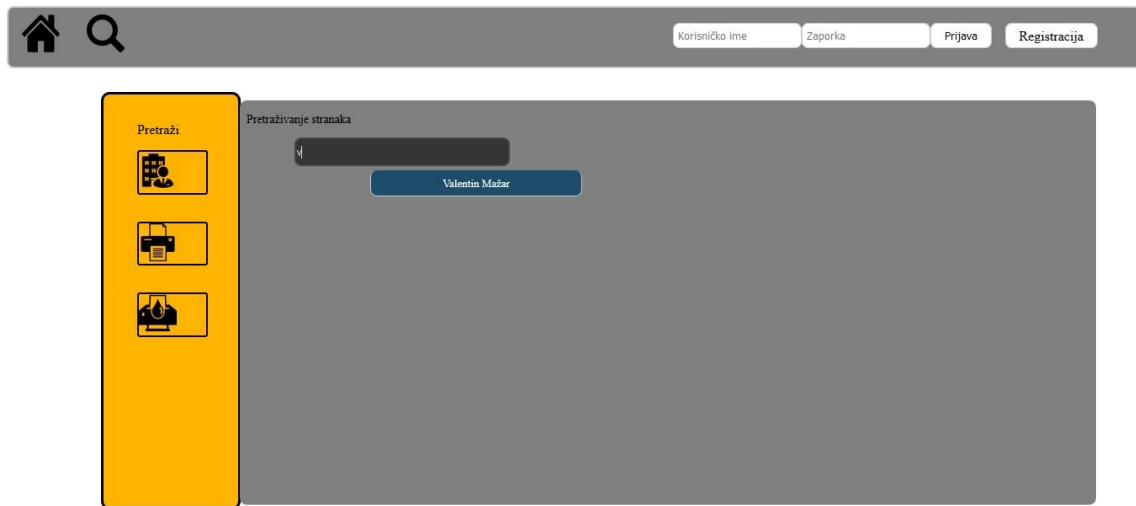 Korisničko ime
Zaporka
Prijava
Registracija
Pretraži
Pretraživanje stranaka
v
Valentin Mažar